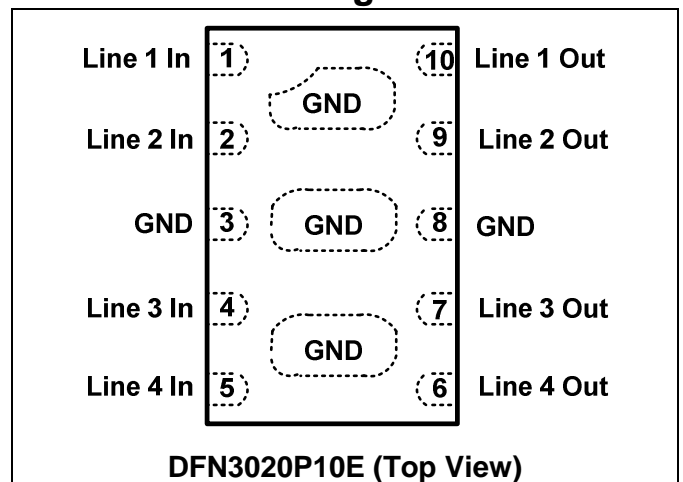 Line 1 In 1 10 Line 1 Out
GND
Line 2 In 2 9 Line 2 Out
GND 3 GND 8 GND
Line 3 In 4 7 Line 3 Out
GND
Line 4 In 5 6 Line 4 Out
DFN3020P10E (Top View)